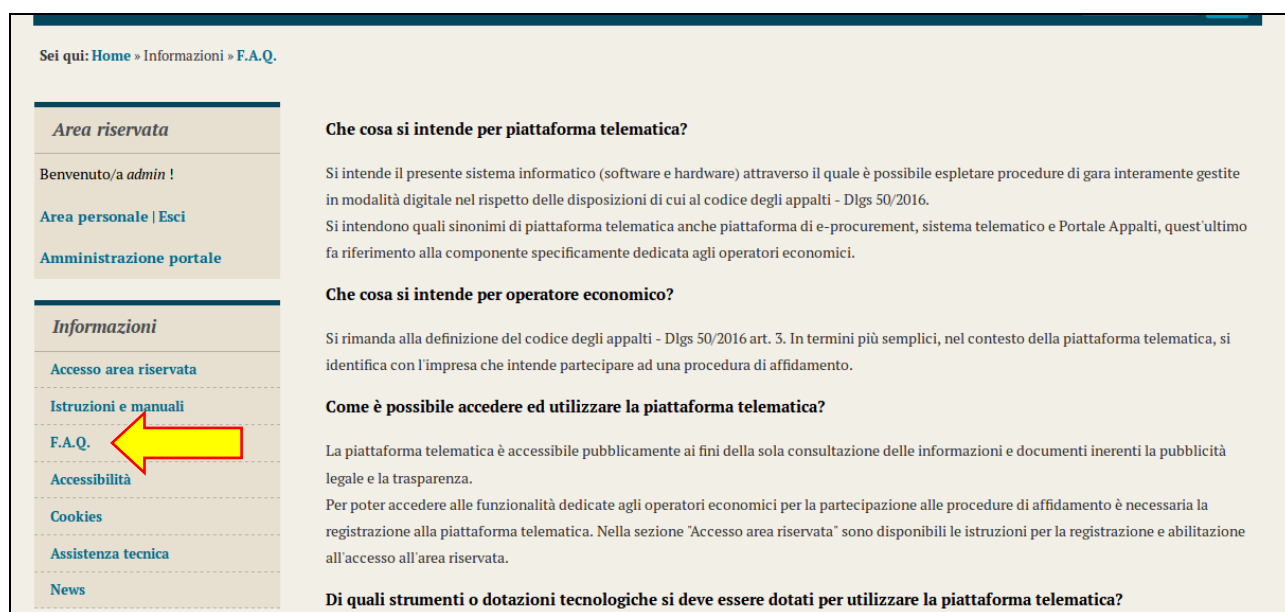 Sei qui: Home » Informazioni » F.A.Q.
Area riservata
Benvenuto/a admin !
Area personale | Esci
Amministrazione portale
Informazioni
Accesso area riservata
Istruzioni e manuali
F.A.Q.
Accessibilità
Cookies
Assistenza tecnica
News
Che cosa si intende per piattaforma telematica?
Si intende il presente sistema informatico (software e hardware) attraverso il quale è possibile espletare procedure di gara interamente gestite
in modalità digitale nel rispetto delle disposizioni di cui al codice degli appalti - Dlgs 50/2016.
Si intendono quali sinonimi di piattaforma telematica anche piattaforma di e-procurement, sistema telematico e Portale Appalti, quest'ultimo
fa riferimento alla componente specificamente dedicata agli operatori economici.
Che cosa si intende per operatore economico?
Si rimanda alla definizione del codice degli appalti - Dlgs 50/2016 art. 3. In termini più semplici, nel contesto della piattaforma telematica, si
identifica con l'impresa che intende partecipare ad una procedura di affidamento.
Come è possibile accedere ed utilizzare la piattaforma telematica?
La piattaforma telematica è accessibile pubblicamente ai fini della sola consultazione delle informazioni e documenti inerenti la pubblicità
legale e la trasparenza.
Per poter accedere alle funzionalità dedicate agli operatori economici per la partecipazione alle procedure di affidamento è necessaria la
registrazione alla piattaforma telematica. Nella sezione "Accesso area riservata" sono disponibili le istruzioni per la registrazione e abilitazione
all'accesso all'area riservata.
Di quali strumenti o dotazioni tecnologiche si deve essere dotati per utilizzare la piattaforma telematica?